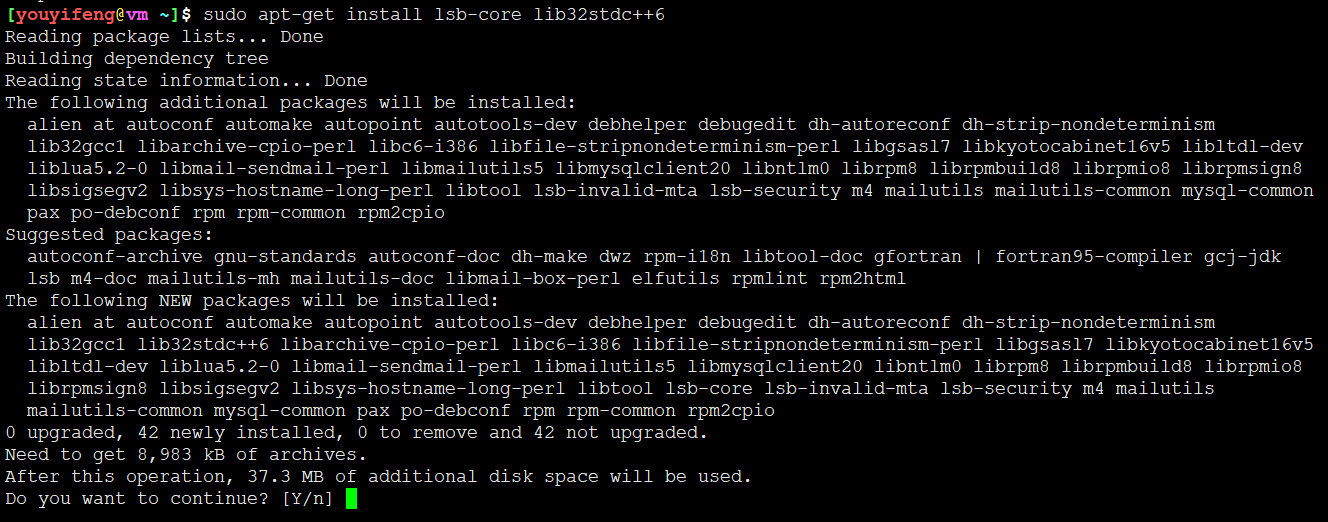 [youyifeng@vm ~]$ sudo apt-get install lsb-core lib32stdc++6
Reading package lists... Done
Building dependency tree
Reading state information... Done
The following additional packages will be installed:
  alien at autoconf automake autopoint autotools-dev debhelper debugedit dh-autoreconf dh-strip-nondeterminism
  lib32gcc1 libarchive-cpio-perl libc6-i386 libfile-stripnondeterminism-perl libgsasl7 libkyotocabinet16v5 libltdl-dev
  liblua5.2-0 libmail-sendmail-perl libmailutils5 libmysqlclient20 libntlm0 librpm8 librpmbuild8 librpmio8 librpmsign8
  libsigsegv2 libsys-hostname-long-perl libtool lsb-invalid-mta lsb-security m4 mailutils mailutils-common mysql-common
  pax po-debconf rpm rpm-common rpm2cpio
Suggested packages:
  autoconf-archive gnu-standards autoconf-doc dh-make dwz rpm-i18n libtool-doc gfortran | fortran95-compiler gcj-jdk
  lsb m4-doc mailutils-mh mailutils-doc libmail-box-perl elfutils rpmlint rpm2html
The following NEW packages will be installed:
  alien at autoconf automake autopoint autotools-dev debhelper debugedit dh-autoreconf dh-strip-nondeterminism
  lib32gcc1 lib32stdc++6 libarchive-cpio-perl libc6-i386 libfile-stripnondeterminism-perl libgsasl7 libkyotocabinet16v5
  libltdl-dev liblua5.2-0 libmail-sendmail-perl libmailutils5 libmysqlclient20 libntlm0 librpm8 librpmbuild8 librpmio8
  librpmsign8 libsigsegv2 libsys-hostname-long-perl libtool lsb-core lsb-invalid-mta lsb-security m4 mailutils
  mailutils-common mysql-common pax po-debconf rpm rpm-common rpm2cpio
0 upgraded, 42 newly installed, 0 to remove and 42 not upgraded.
Need to get 8,983 kB of archives.
After this operation, 37.3 MB of additional disk space will be used.
Do you want to continue? [Y/n]